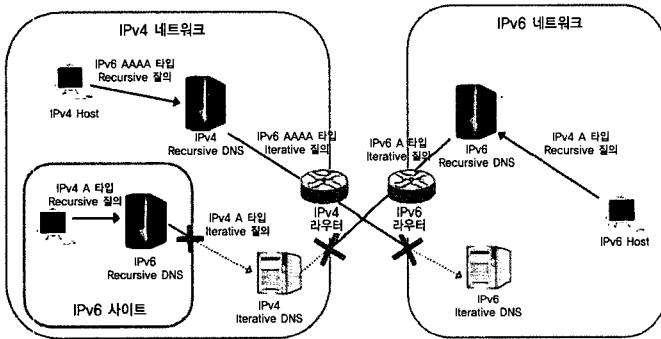 IPv4 네트워크
IPv6 네트워크
IPv6 AAAA 타입
Recursive 질의
IPv4 Host
IPv4
Recursive DNS
IPv6 AAAA 타입
Iterative 질의
IPv6 A 타입
Iterative 질의
IPv6
Recursive DNS
IPv4 A 타입
Recursive 질의
IPv6 Host
IPv4 A 타입
Recursive 질의
IPv6
Recursive DNS
IPv4 A 타입
Iterative 질의
IPv4
라우터
IPv6
라우터
IPv6 사이트
IPv4
Iterative DNS
IPv6
Iterative DNS